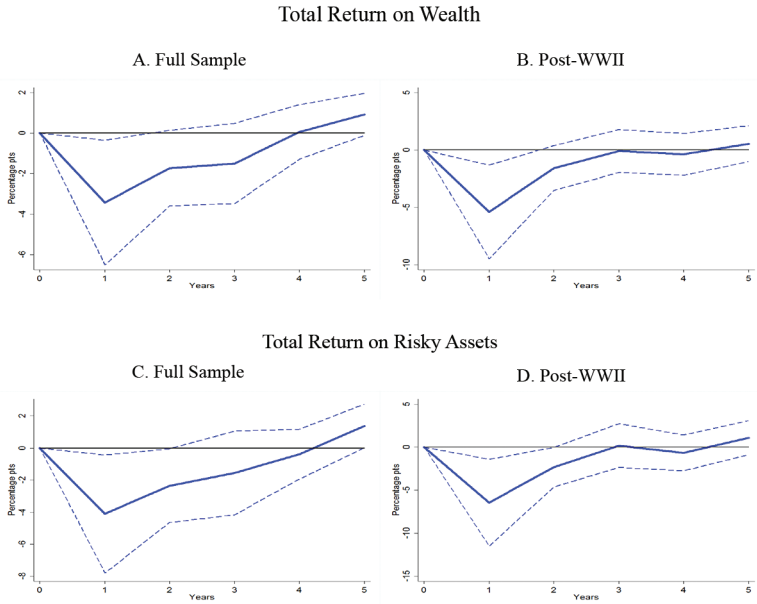 Total Return on Wealth
A. Full Sample
B. Post-WWII
Percentage pts
2
0
-2
-4
-6
0 1 2 3 4 5
Years
Percentage pts
5
0
-5
-10
0 1 2 3 4 5
Years
Total Return on Risky Assets
C. Full Sample
D. Post-WWII
Percentage pts
2
0
-2
-4
-6
-8
0 1 2 3 4 5
Years
Percentage pts
5
0
-5
-10
-15
0 1 2 3 4 5
Years